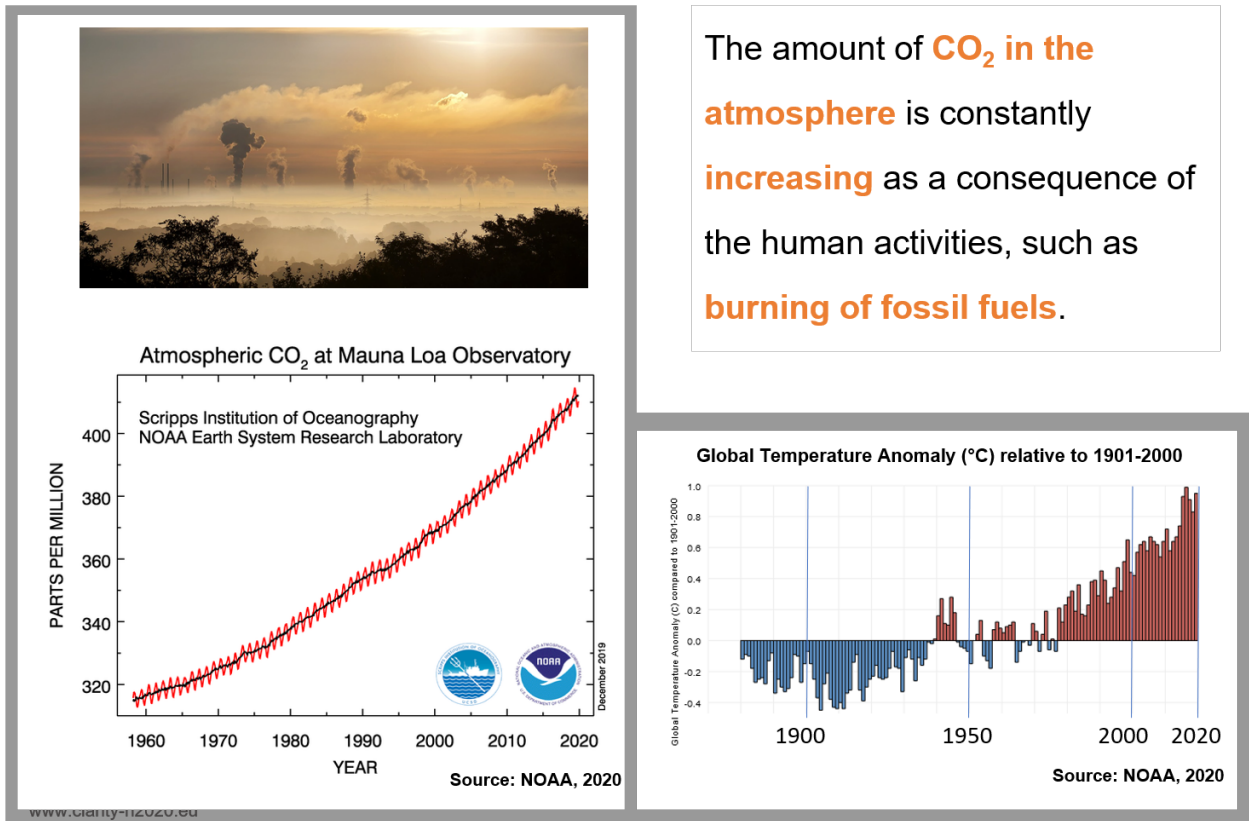 The amount of CO₂ in the
atmosphere is constantly
increasing as a consequence of
the human activities, such as
burning of fossil fuels.
Atmospheric CO₂ at Mauna Loa Observatory
Scripps Institution of Oceanography
NOAA Earth System Research Laboratory
PARTS PER MILLION
400
380
360
340
320
NOAA
December 2019
1960 1970 1980 1990 2000 2010 2020
YEAR
Source: NOAA, 2020
www.clarity-h2020.eu
Global Temperature Anomaly (°C) relative to 1901-2000
Global Temperature Anomaly (C) compared to 1901-2000
1.0
0.8
0.6
0.4
0.2
0.0
-0.2
-0.4
1900 1950 2000 2020
Source: NOAA, 2020